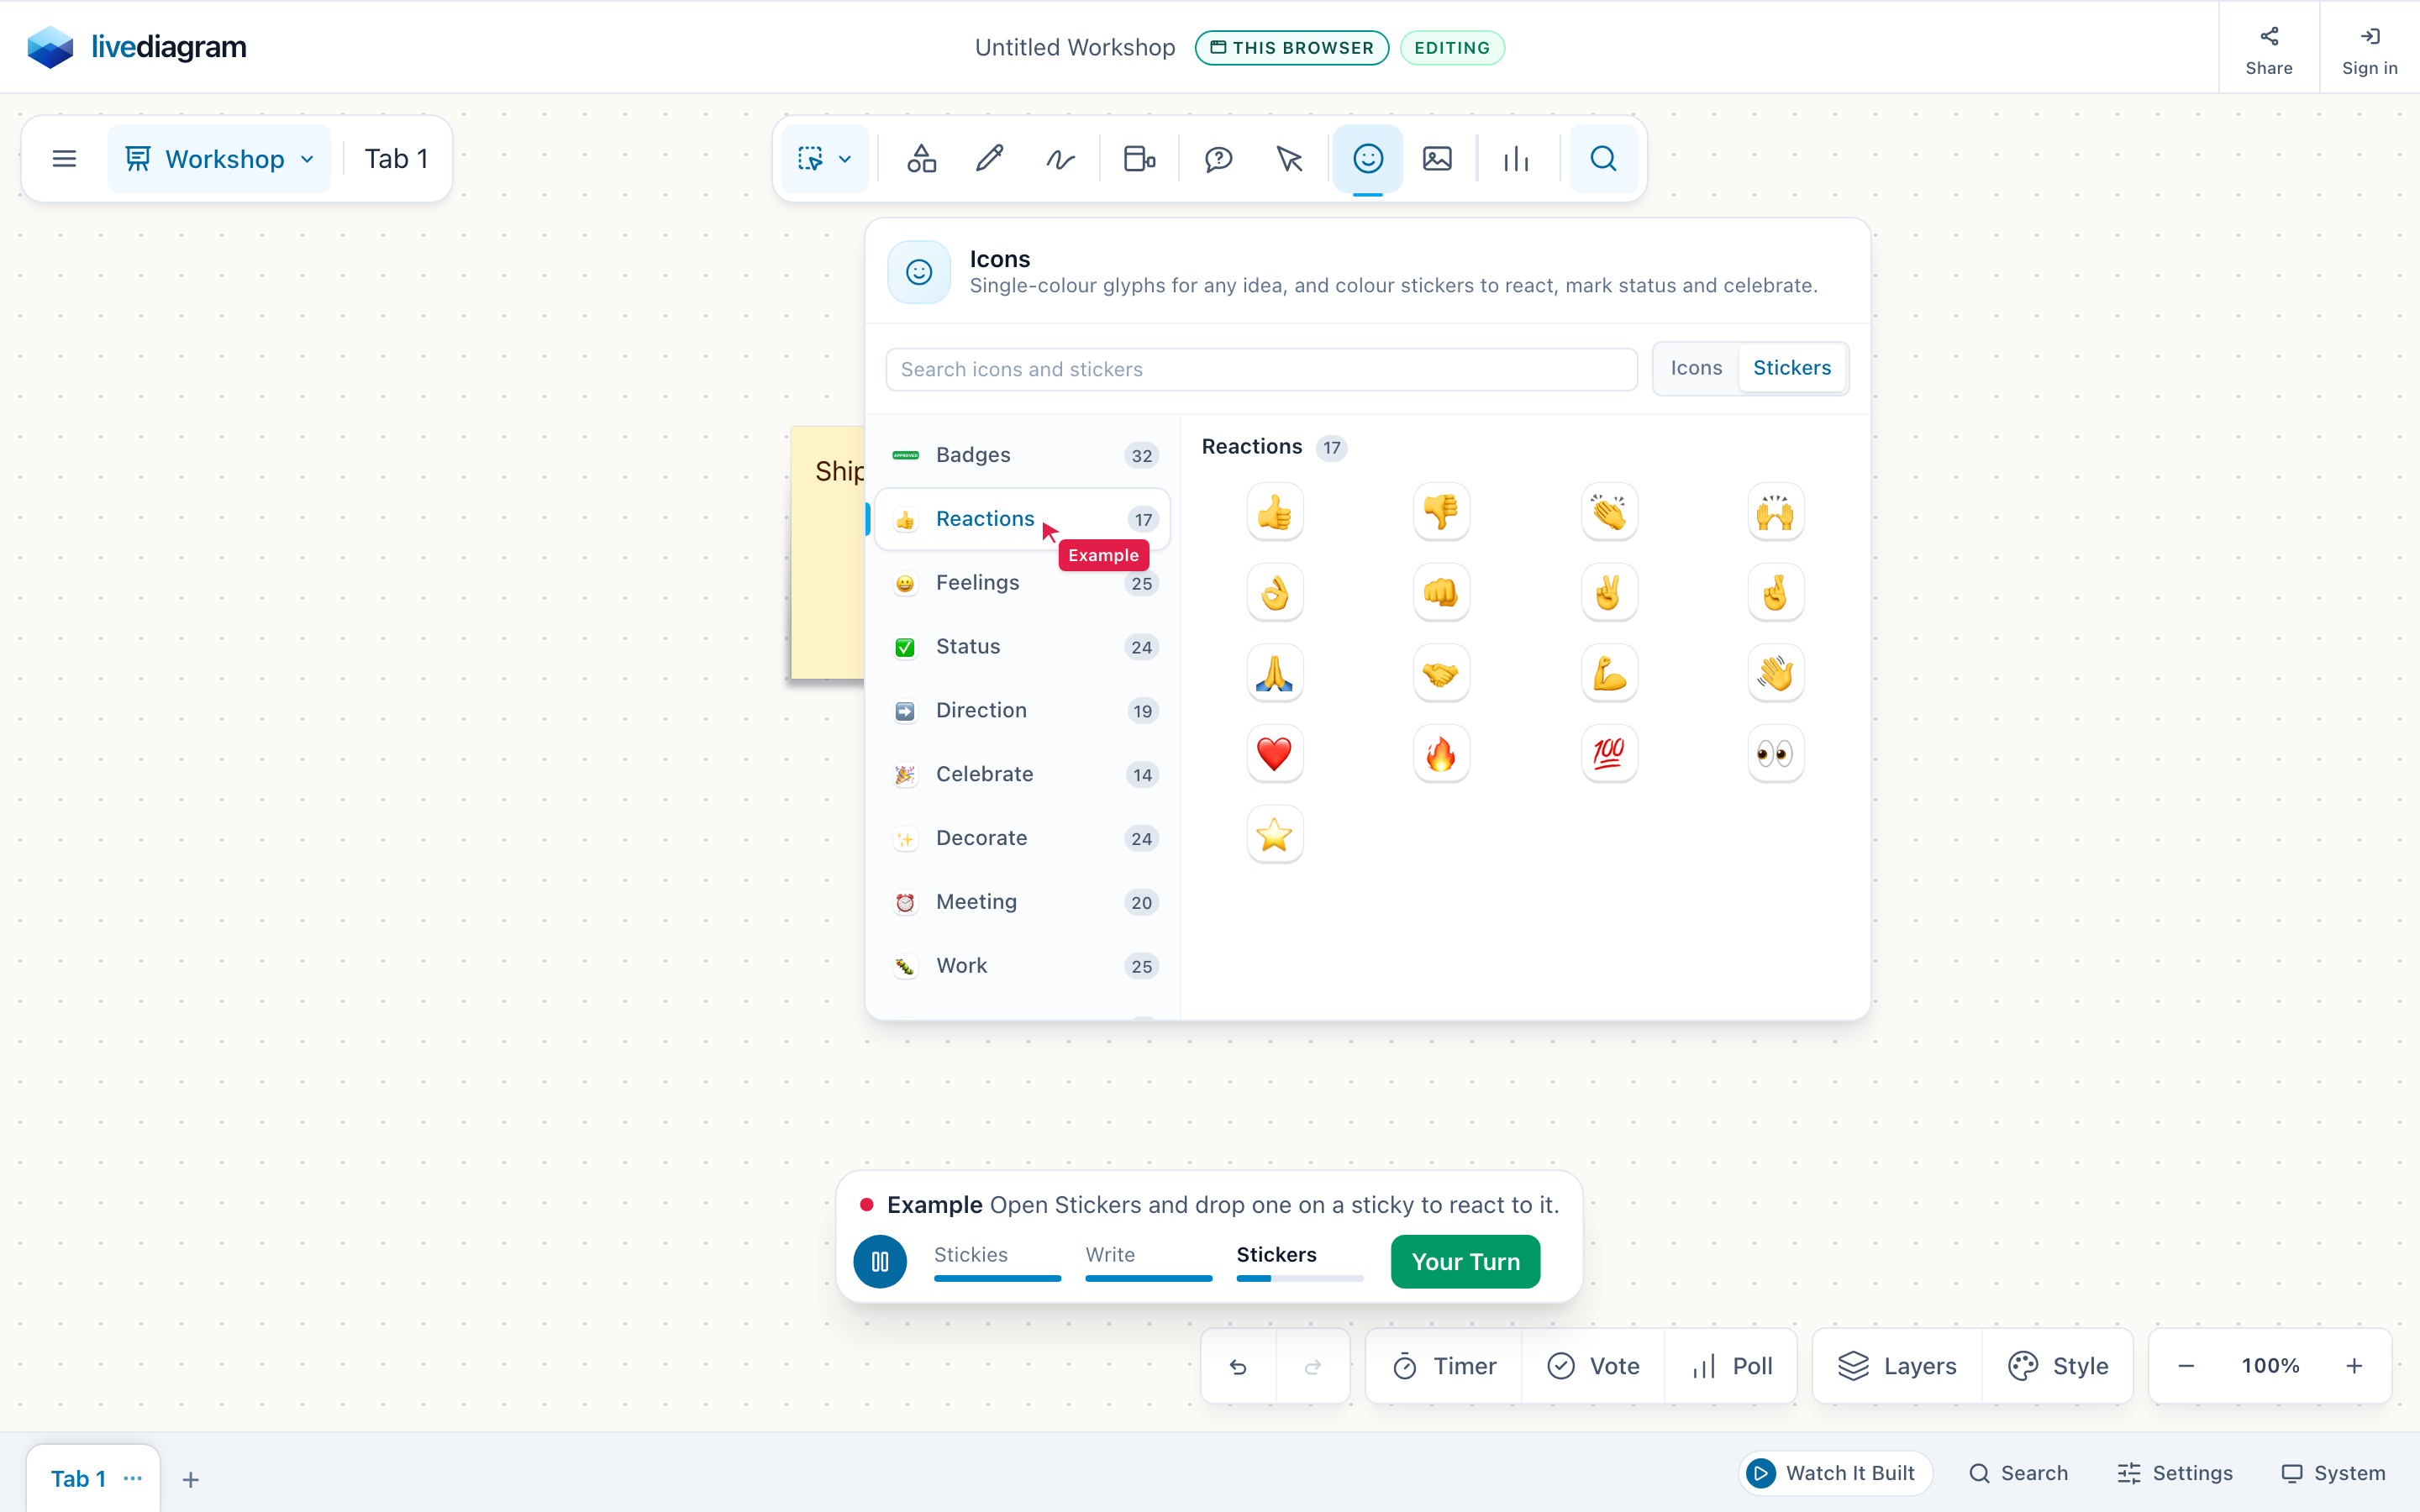 livediagram
Untitled Workshop
THIS BROWSER
EDITING
Share
Sign in
Workshop
Tab 1
Icons
Single-colour glyphs for any idea, and colour stickers to react, mark status and celebrate.
Search icons and stickers
Icons
Stickers
Ship
APPROVED
Badges
32
Reactions
17
Example
Feelings
25
Status
24
Direction
19
Celebrate
14
Decorate
24
Meeting
20
Work
25
Reactions
17
100
Example Open Stickers and drop one on a sticky to react to it.
Stickies
Write
Stickers
Your Turn
Timer
Vote
Poll
Layers
Style
100%
Tab 1
Watch It Built
Search
Settings
System